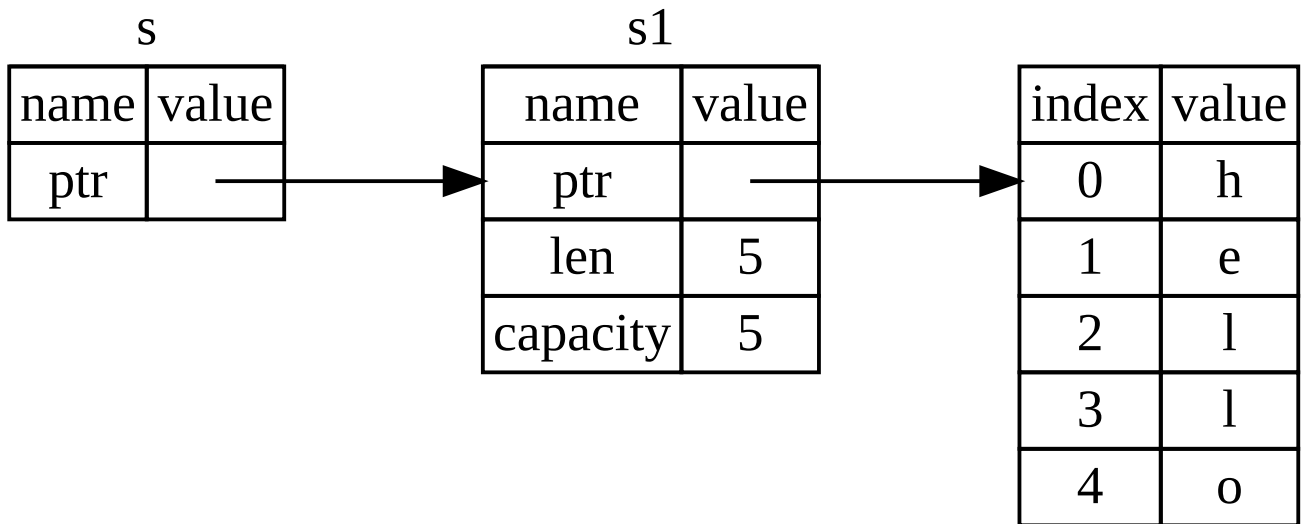 s
name value
ptr
s1
name value
ptr
len 5
capacity 5
index value
0 h
1 e
2 l
3 l
4 o